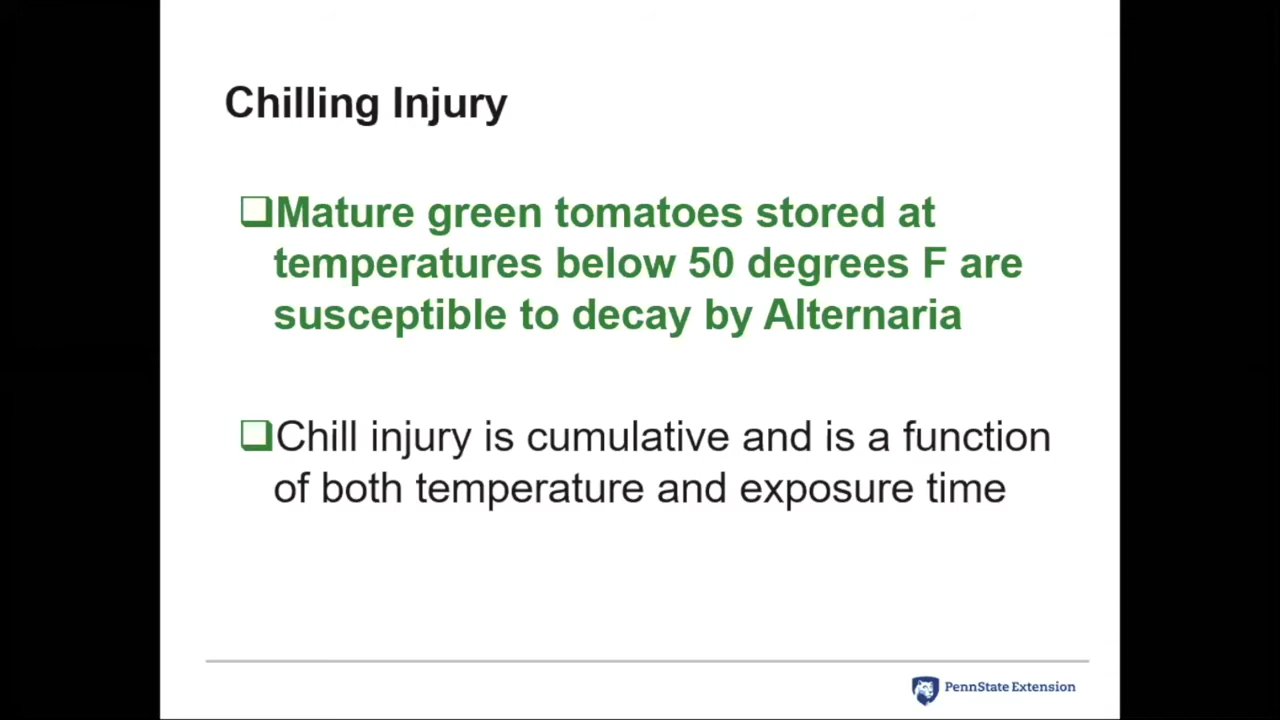 Chilling Injury
❑Mature green tomatoes stored at
temperatures below 50 degrees F are
susceptible to decay by Alternaria
❑Chill injury is cumulative and is a function
of both temperature and exposure time
PennState Extension